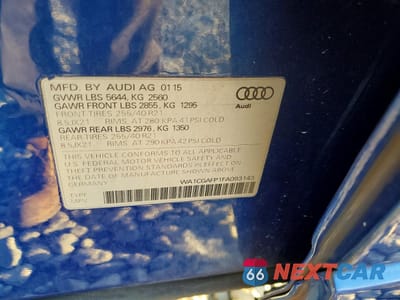 MFD. BY AUDI AG 01 15
GVWR LBS 5644, KG 2560
GAWR FRONT LBS 2855, KG 1295
FRONT TIRES 255/40 R21
8.5JX21 RIMS AT 280 KPA 41 PSI COLD
GAWR REAR LBS 2976, KG 1350
REAR TIRES 255/40 R21
8.5JX21 RIMS AT 290 KPA 42 PSI COLD
THIS VEHICLE CONFORMS TO ALL APPLICABLE
U.S. FEDERAL MOTOR VEHICLE SAFETY AND
THEFT PREVENTION STANDARDS IN EFFECT ON THE
DATE OF MANUFACTURE SHOWN ABOVE
GERMANY
Audi
WA1CGAFP1FA093143
TYPE
MPV
66 NEXTCAR